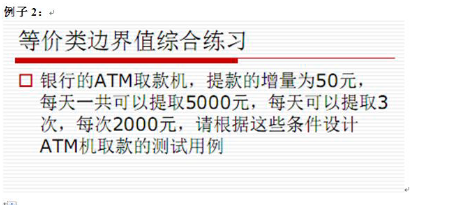 例子2：
等价类边界值综合练习
银行的ATM取款机，提款的增量为50元，
每天一共可以提取5000元，每天可以提取3
次，每次2000元，请根据这些条件设计
ATM机取款的测试用例